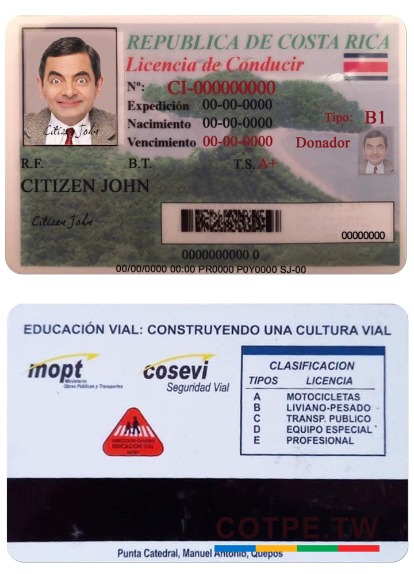 REPUBLICA DE COSTA RICA
Licencia de Conducir
Nº: CI-000000000
Expedición 00-00-0000
Nacimiento 00-00-0000 Tipo: B1
Vencimiento 00-00-0000 Donador
Citizen John
R.F. B.T. T.S. A+
CITIZEN JOHN
Citizen John
00000000
0000000000 0
00/00/0000 00:00 PR0000 P0Y0000 SJ-00
EDUCACIÓN VIAL: CONSTRUYENDO UNA CULTURA VIAL
mopt
Ministerio
Obras Públicas y Transportes
cosevi
Seguridad Vial
DIRECCION GENERAL
EDUCACION VIAL
MOPT
CLASIFICACION
TIPOS LICENCIA
A MOTOCICLETAS
B LIVIANO-PESADO
C TRANSP. PUBLICO
D EQUIPO ESPECIAL
E PROFESIONAL
COTPE.TW
Punta Catedral, Manuel Antonio, Quepos